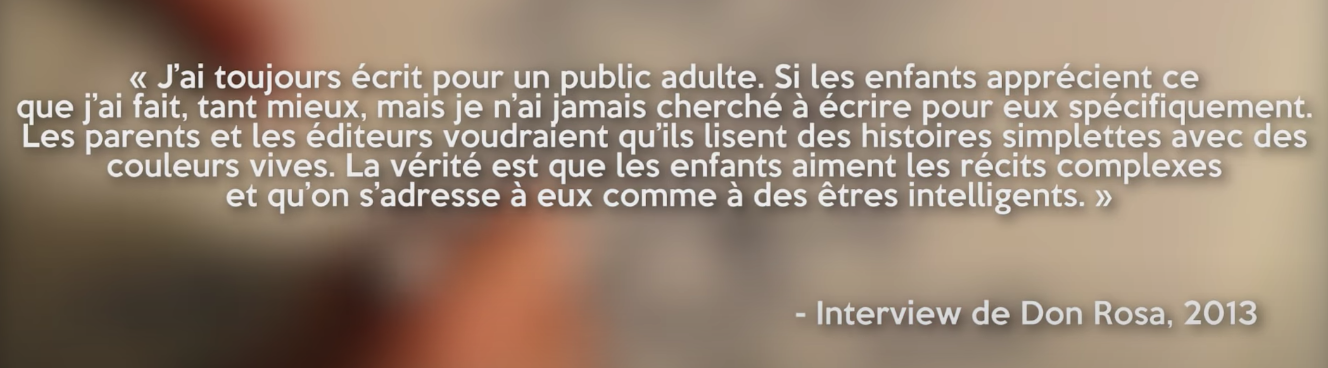 « J'ai toujours écrit pour un public adulte. Si les enfants apprécient ce
que j'ai fait, tant mieux, mais je n'ai jamais cherché à écrire pour eux spécifiquement.
Les parents et les éditeurs voudraient qu'ils lisent des histoires simplettes avec des
couleurs vives. La vérité est que les enfants aiment les récits complexes
et qu'on s'adresse à eux comme à des êtres intelligents. »
- Interview de Don Rosa, 2013